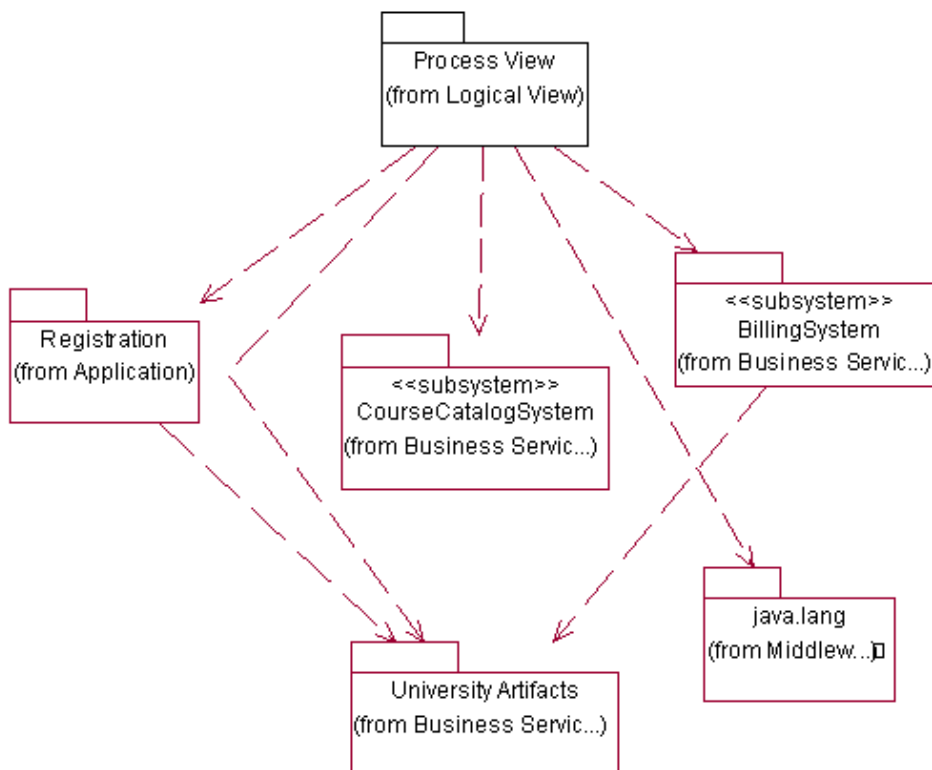 Process View
(from Logical View)
<<subsystem>>
BillingSystem
(from Business Servic...)
Registration
(from Application)
<<subsystem>>
CourseCatalogSystem
(from Business Servic...)
java.lang
(from Middlew...)
University Artifacts
(from Business Servic...)